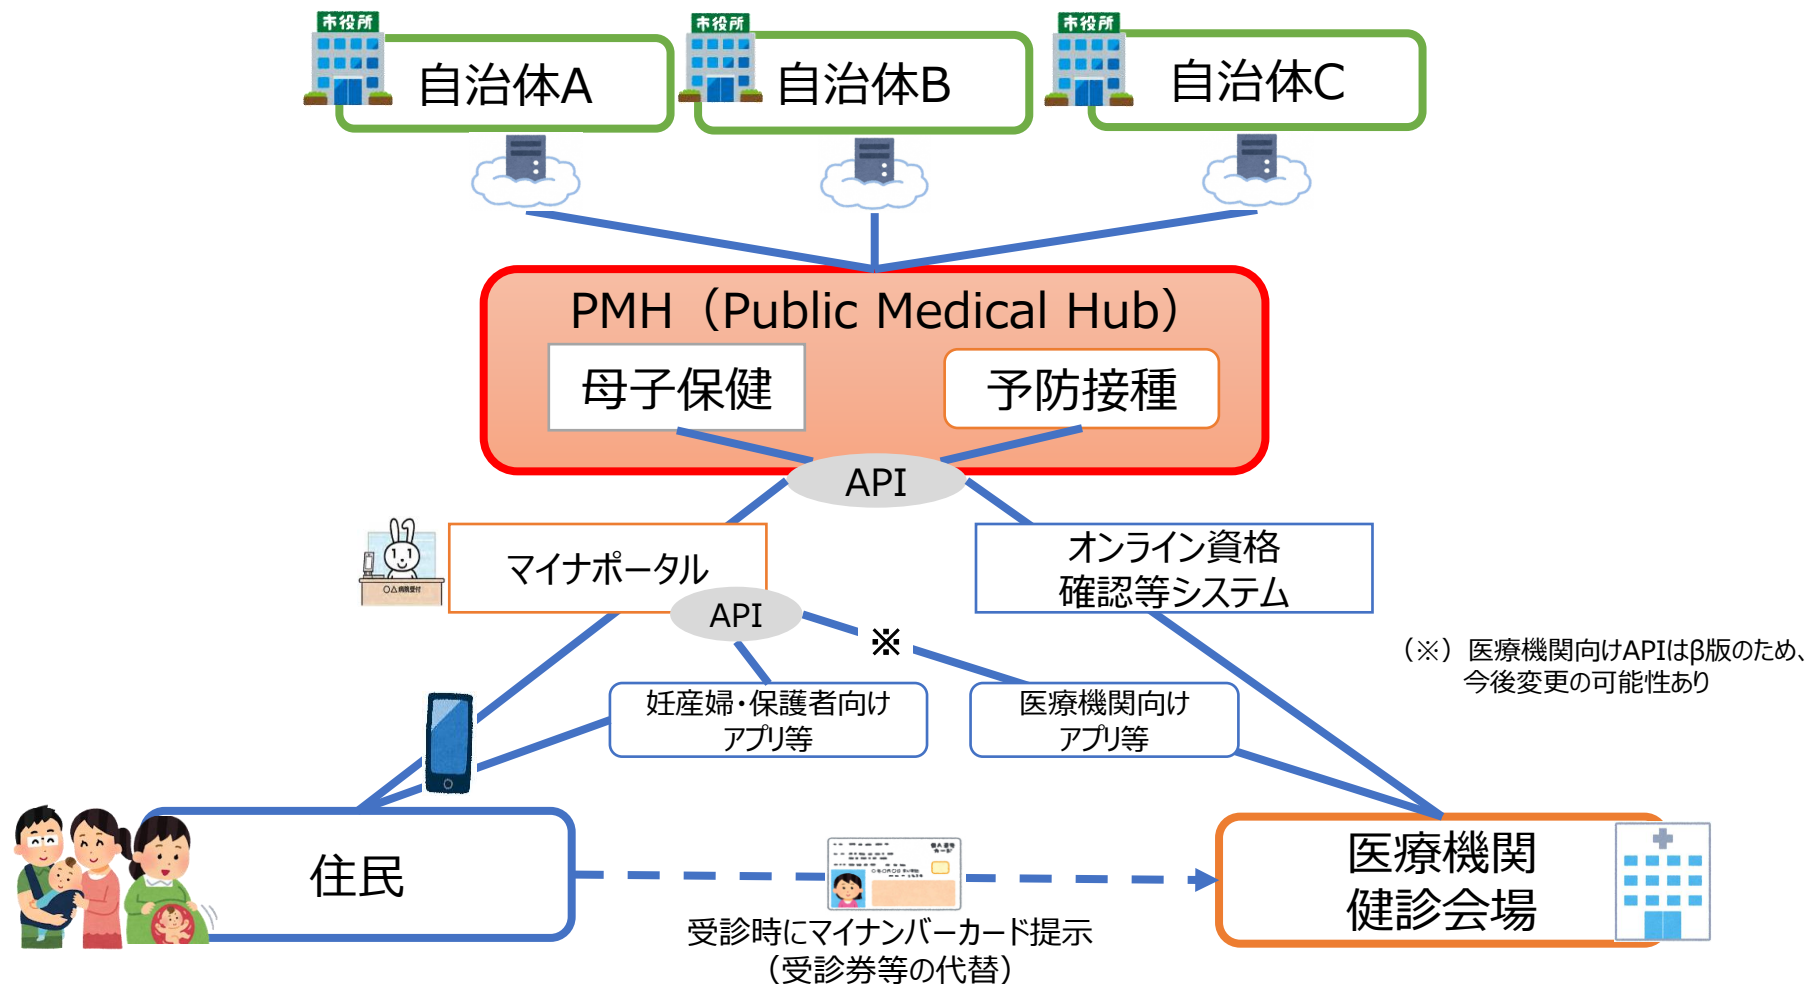 市役所
市役所
市役所
自治体A
自治体B
自治体C
PMH（Public Medical Hub）
母子保健
予防接種
API
マイナポータル
オンライン資格
確認等システム
○△病院受付
API
※
（※）医療機関向けAPIはβ版のため、
今後変更の可能性あり
妊産婦・保護者向け
アプリ等
医療機関向け
アプリ等
住民
医療機関
健診会場
受診時にマイナンバーカード提示
（受診券等の代替）